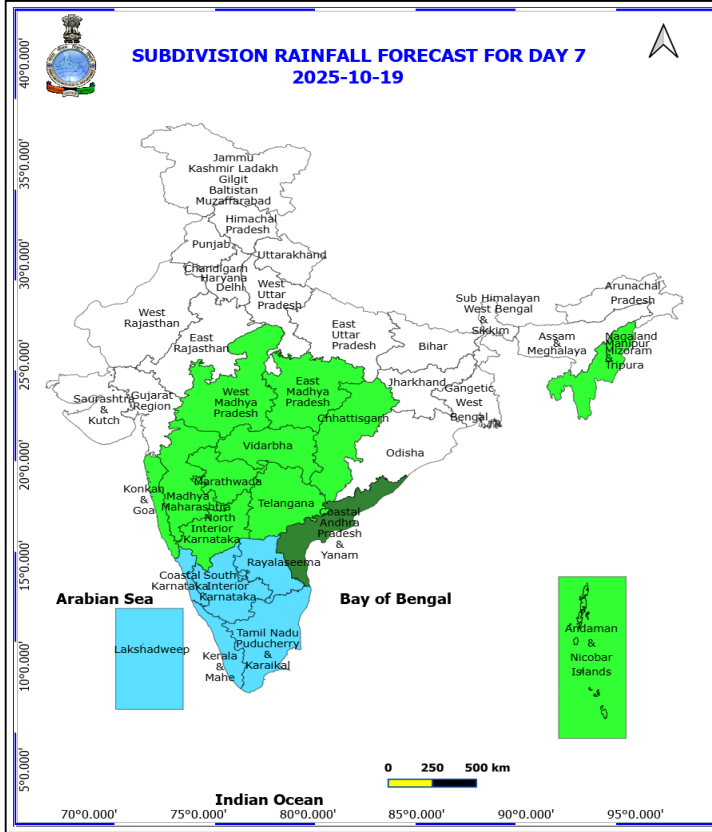 SUBDIVISION RAINFALL FORECAST FOR DAY 7
2025-10-19
40°0.000'
35°0.000'
30°0.000'
25°0.000'
20°0.000'
15°0.000'
10°0.000'
5°0.000'
Jammu
Kashmir Ladakh
Gilgit
Baltistan
Muzaffarabad
Himachal
Pradesh
Punjab
Uttarakhand
Chandigarh
Haryana
Delhi
West
Uttar
Pradesh
West
Rajasthan
East
Rajasthan
East
Uttar
Pradesh
Bihar
Sub Himalayan
West Bengal
&
Sikkim
Arunachal
Pradesh
Assam
&
Meghalaya
Nagaland
Manipur
Mizoram
&
Tripura
Saurashtra
&
Kutch
Gujarat
Region
West
Madhya
Pradesh
East
Madhya
Pradesh
Jharkhand
Gangetic
West
Bengal
Chhattisgarh
Odisha
Vidarbha
Konkan
&
Goa
Madhya
Maharashtra
Marathwada
Telangana
North
Interior
Karnataka
Coastal
Andhra
Pradesh
&
Yanam
Rayalaseema
Coastal
Karnataka
South
Interior
Karnataka
Arabian Sea
Bay of Bengal
Lakshadweep
Kerala
&
Mahe
Tamil Nadu
Puducherry
&
Karaikal
Andaman
&
Nicobar
Islands
0 250 500 km
Indian Ocean
70°0.000' 75°0.000' 80°0.000' 85°0.000' 90°0.000' 95°0.000'